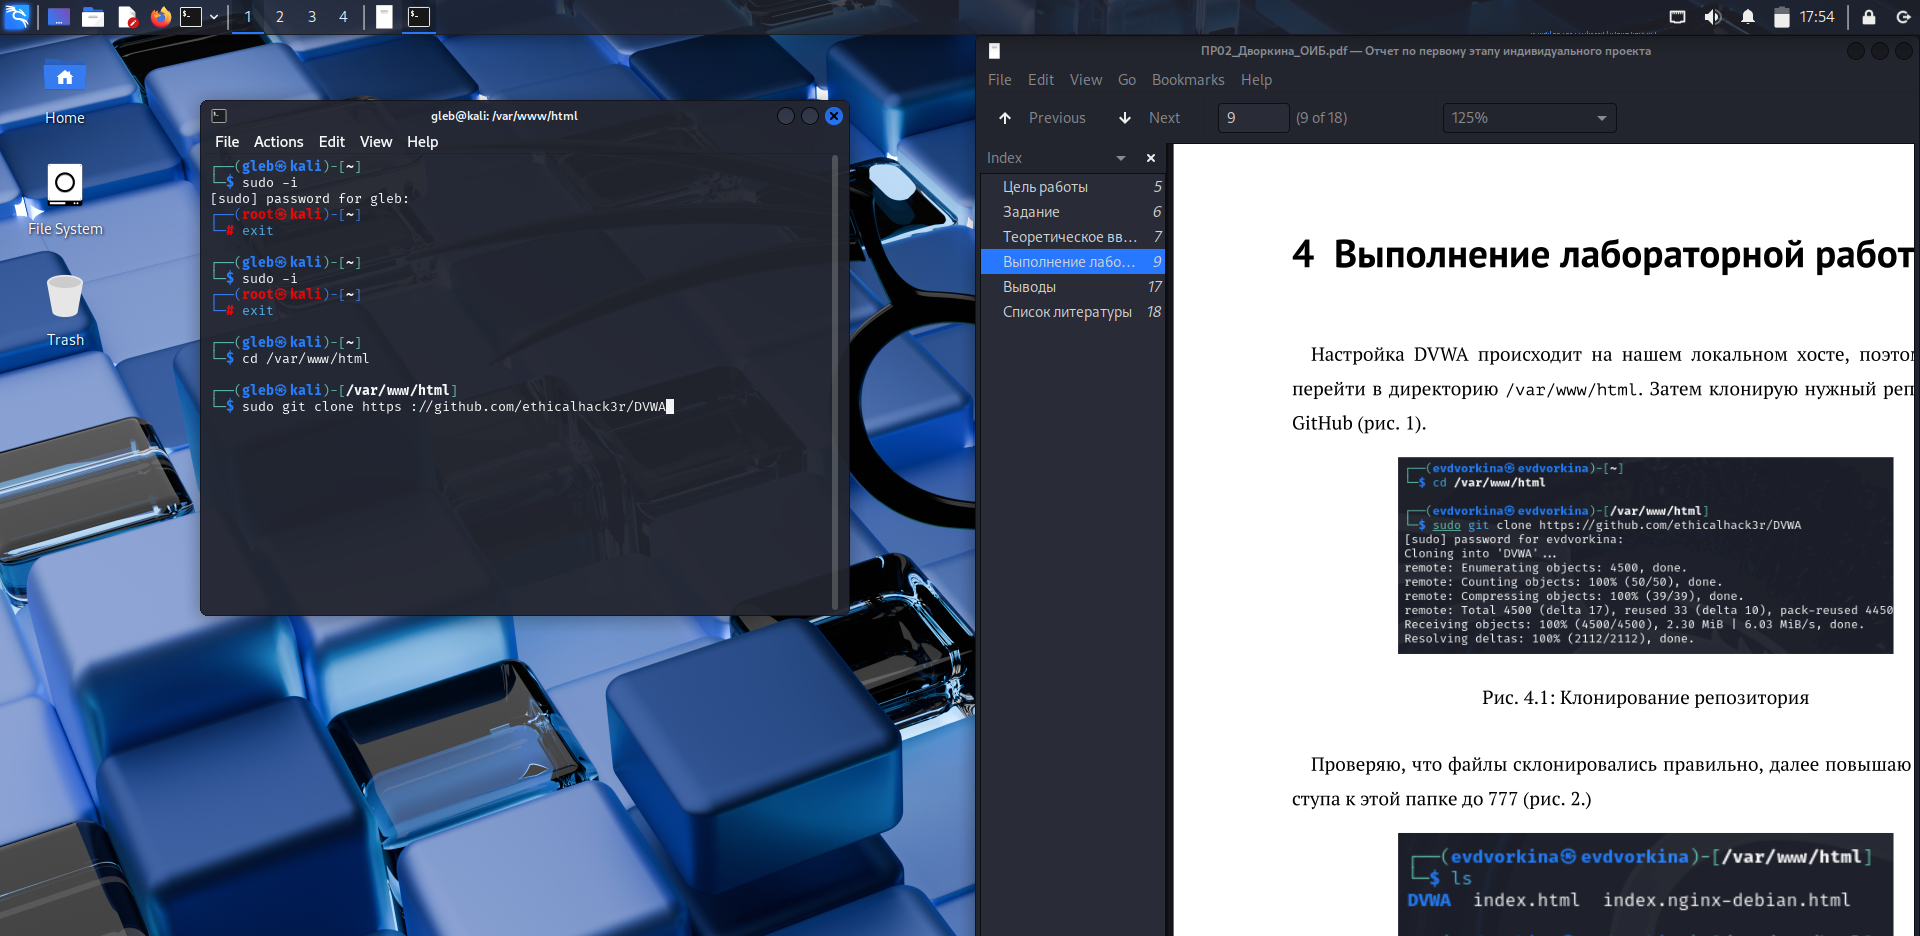 1 2 3 4
17:54
Home
File System
Trash
gleb@kali: /var/www/html
File Actions Edit View Help
┌──(gleb㉿kali)-[~]
└─$ sudo -i
[sudo] password for gleb:
┌──(root㉿kali)-[~]
└─# exit
┌──(gleb㉿kali)-[~]
└─$ sudo -i
┌──(root㉿kali)-[~]
└─# exit
┌──(gleb㉿kali)-[~]
└─$ cd /var/www/html
┌──(gleb㉿kali)-[/var/www/html]
└─$ sudo git clone https ://github.com/ethicalhack3r/DVWA
ПР02_Дворкина_ОИБ.pdf — Отчет по первому этапу индивидуального проекта
File Edit View Go Bookmarks Help
Previous Next 9 (9 of 18) 125%
Index
Цель работы 5
Задание 6
Теоретическое вв... 7
Выполнение лабо... 9
Выводы 17
Список литературы 18
4 Выполнение лабораторной работ
Настройка DVWA происходит на нашем локальном хосте, поэтом
перейти в директорию /var/www/html. Затем клонирую нужный реп
GitHub (рис. 1).
┌──(evdvorkina㉿evdvorkina)-[~]
└─$ cd /var/www/html
┌──(evdvorkina㉿evdvorkina)-[/var/www/html]
└─$ sudo git clone https://github.com/ethicalhack3r/DVWA
[sudo] password for evdvorkina:
Cloning into 'DVWA'...
remote: Enumerating objects: 4500, done.
remote: Counting objects: 100% (50/50), done.
remote: Compressing objects: 100% (39/39), done.
remote: Total 4500 (delta 17), reused 33 (delta 10), pack-reused 4450
Receiving objects: 100% (4500/4500), 2.30 MiB | 6.03 MiB/s, done.
Resolving deltas: 100% (2112/2112), done.
Рис. 4.1: Клонирование репозитория
Проверяю, что файлы склонировались правильно, далее повышаю
ступа к этой папке до 777 (рис. 2.)
┌──(evdvorkina㉿evdvorkina)-[/var/www/html]
└─$ ls
DVWA index.html index.nginx-debian.html